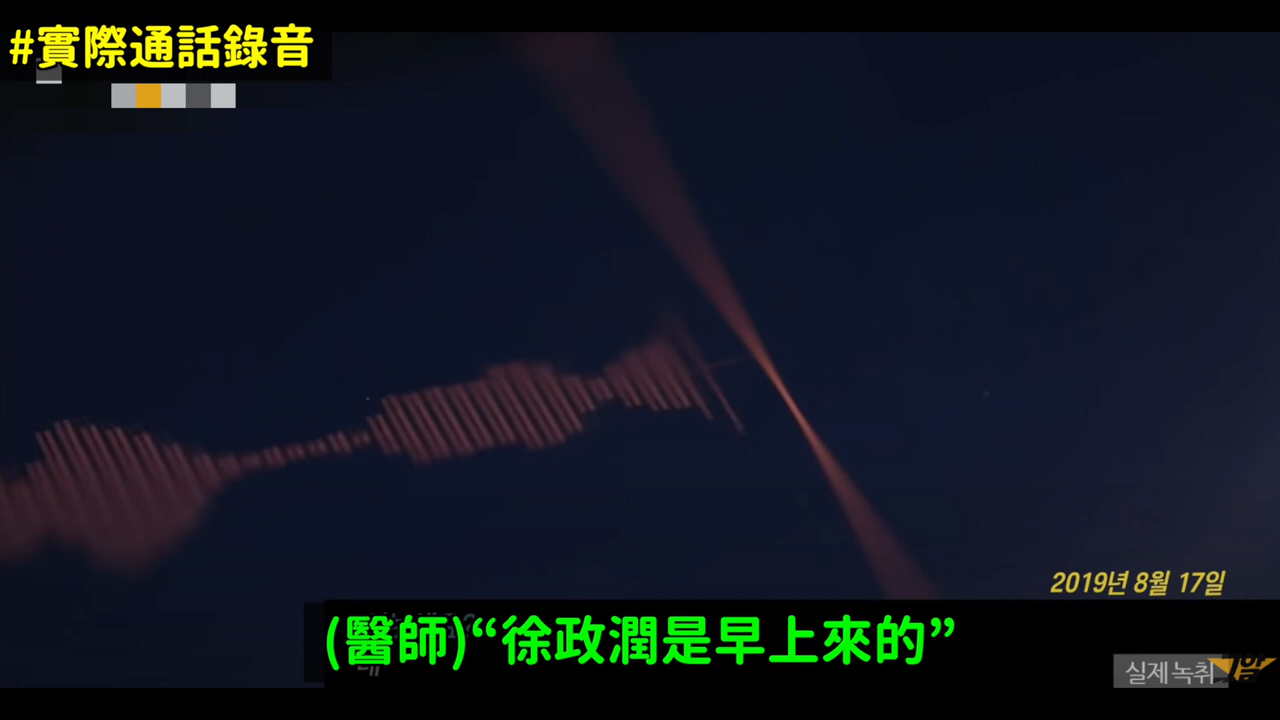 #實際通話錄音
2019년 8월 17일
(醫師)“徐政潤是早上來的”
실제 녹취